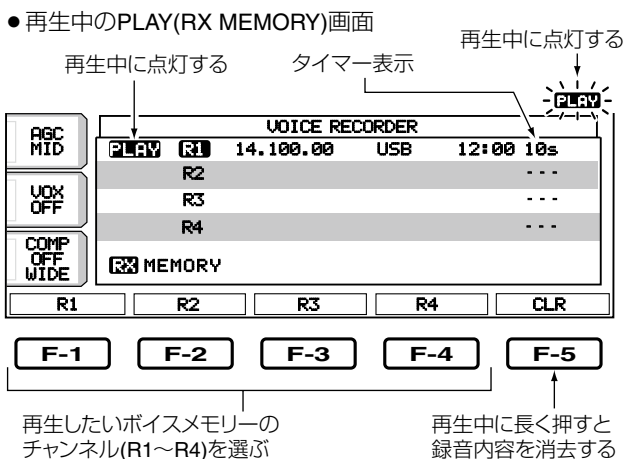 ●再生中のPLAY(RX MEMORY)画面
再生中に点灯する
再生中に点灯する
タイマー表示
PLAY
AGC
MID
VOX
OFF
COMP
OFF
WIDE
VOICE RECORDER
PLAY R1 14.100.00 USB 12:00 10s
R2 ---
R3 ---
R4 ---
RX MEMORY
R1 R2 R3 R4 CLR
F-1 F-2 F-3 F-4 F-5
再生したいボイスメモリーの
チャンネル(R1〜R4)を選ぶ
再生中に長く押すと
録音内容を消去する